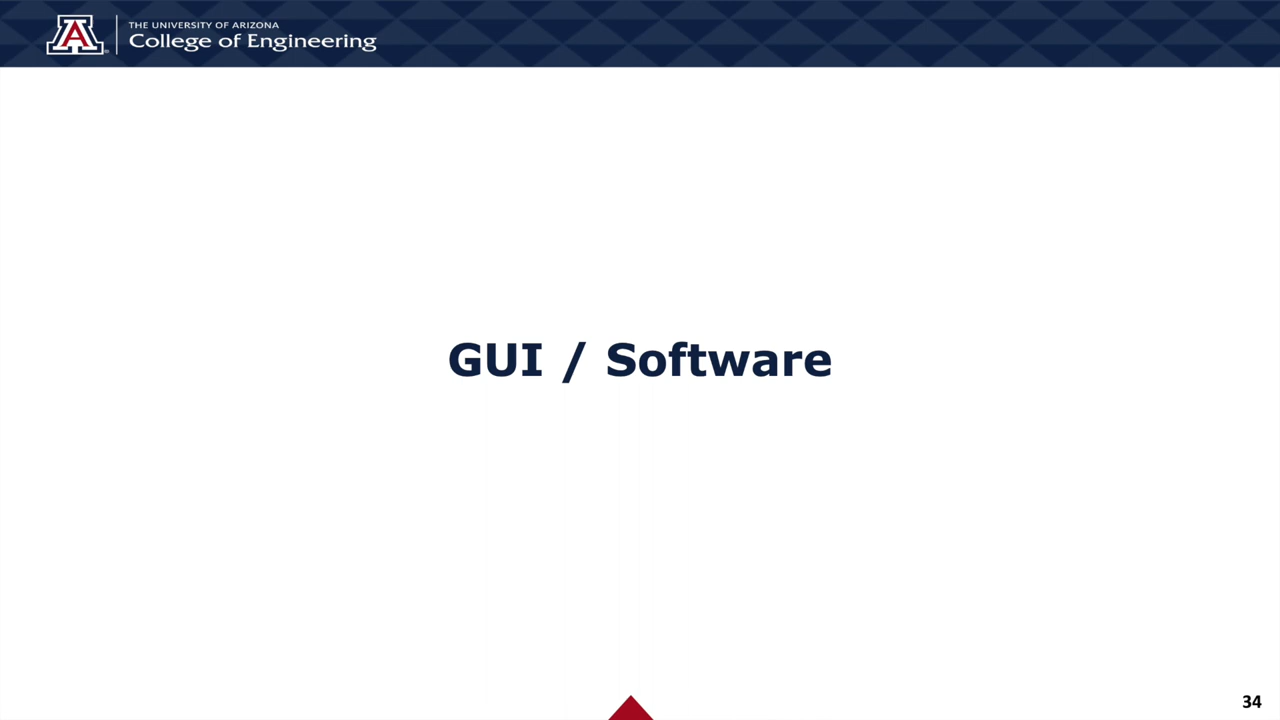 THE UNIVERSITY OF ARIZONA
College of Engineering
GUI / Software
34